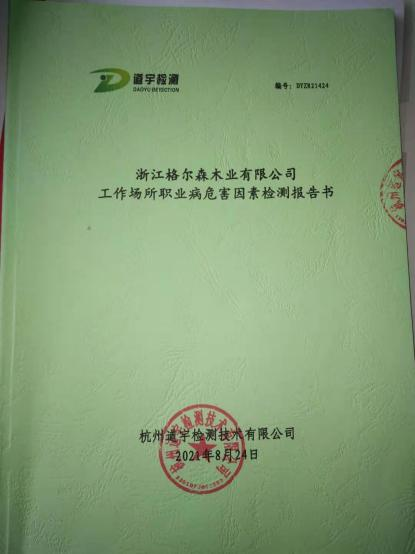 道宇检测
DAOYU DETECTION
编号: DYZR21424
浙江格尔森木业有限公司
工作场所职业病危害因素检测报告书
杭州道宇检测技术有限公司
2021年8月24日